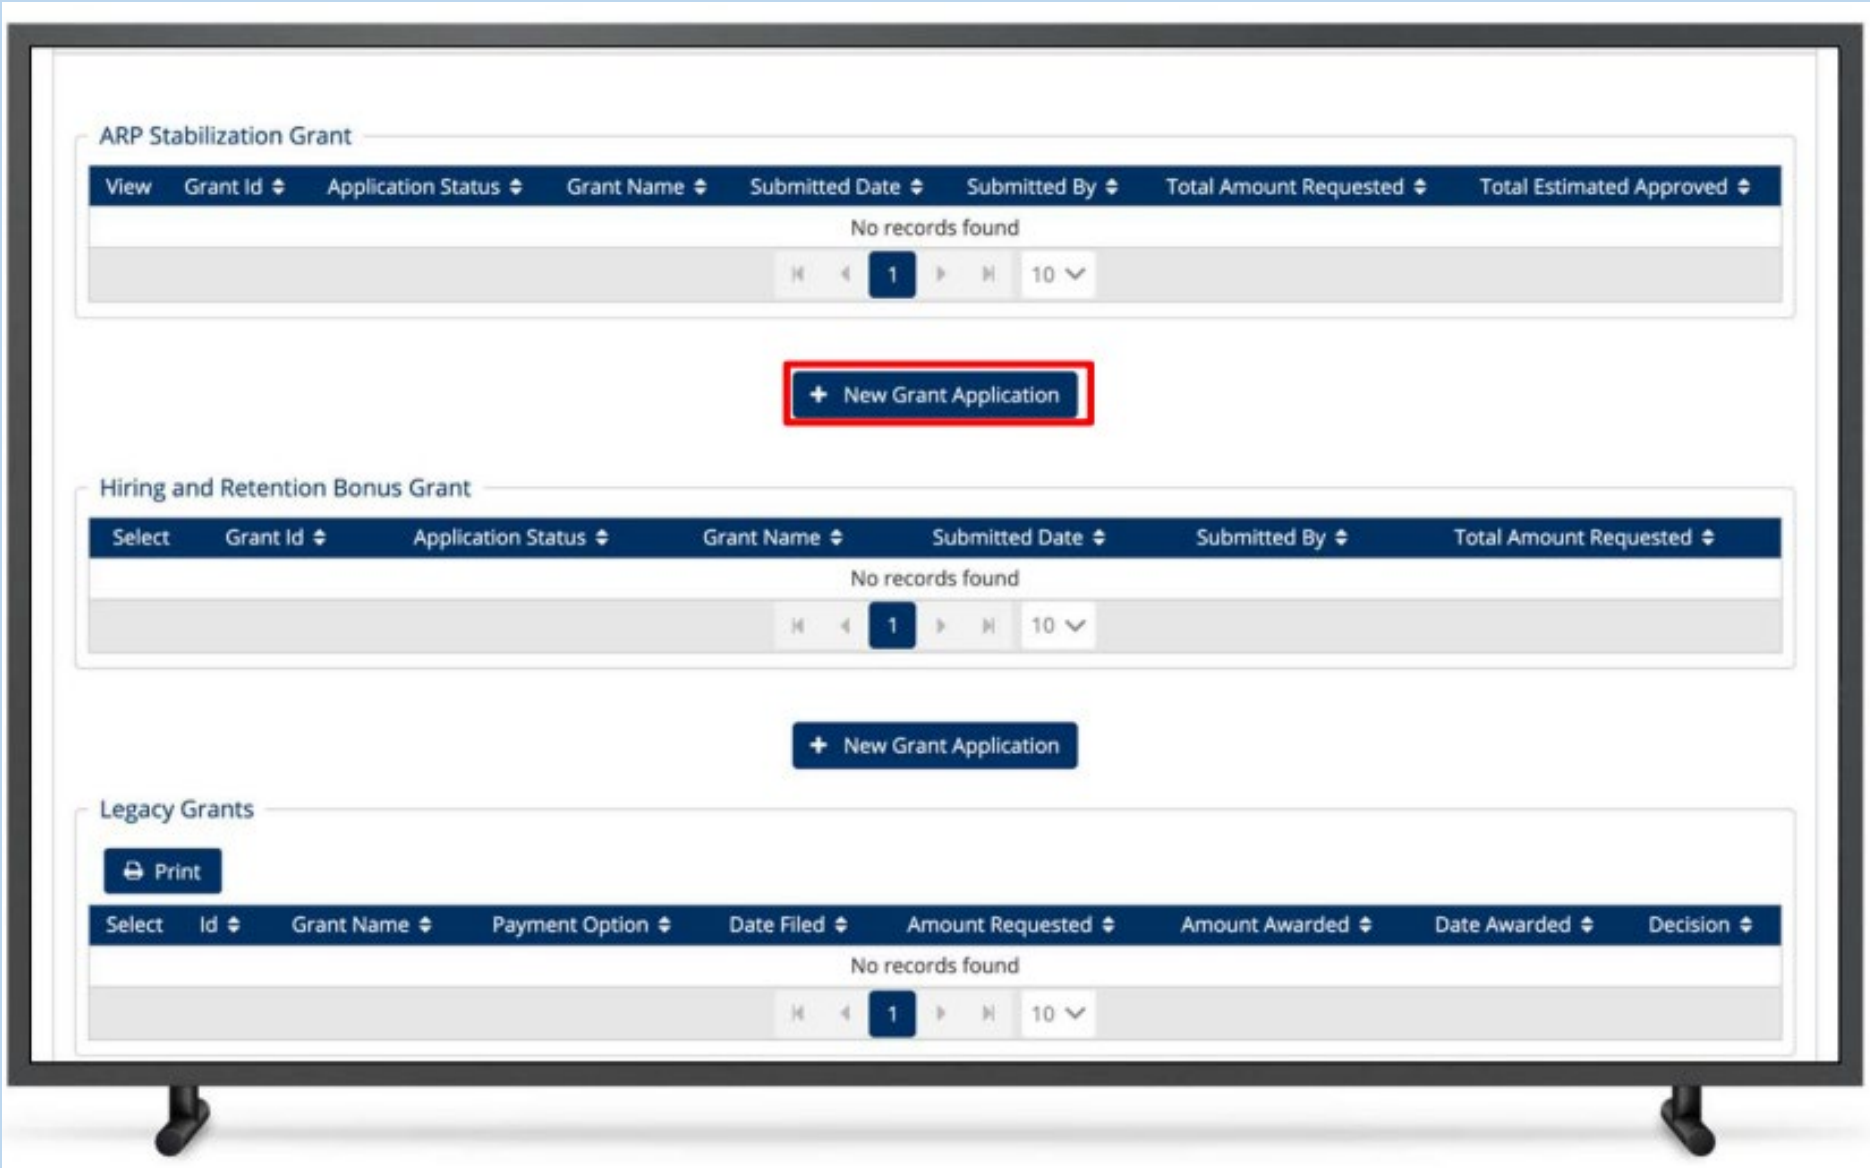 ARP Stabilization Grant
View Grant Id Application Status Grant Name Submitted Date Submitted By Total Amount Requested Total Estimated Approved
No records found
1 10
+ New Grant Application
Hiring and Retention Bonus Grant
Select Grant Id Application Status Grant Name Submitted Date Submitted By Total Amount Requested
No records found
1 10
+ New Grant Application
Legacy Grants
Print
Select Id Grant Name Payment Option Date Filed Amount Requested Amount Awarded Date Awarded Decision
No records found
1 10